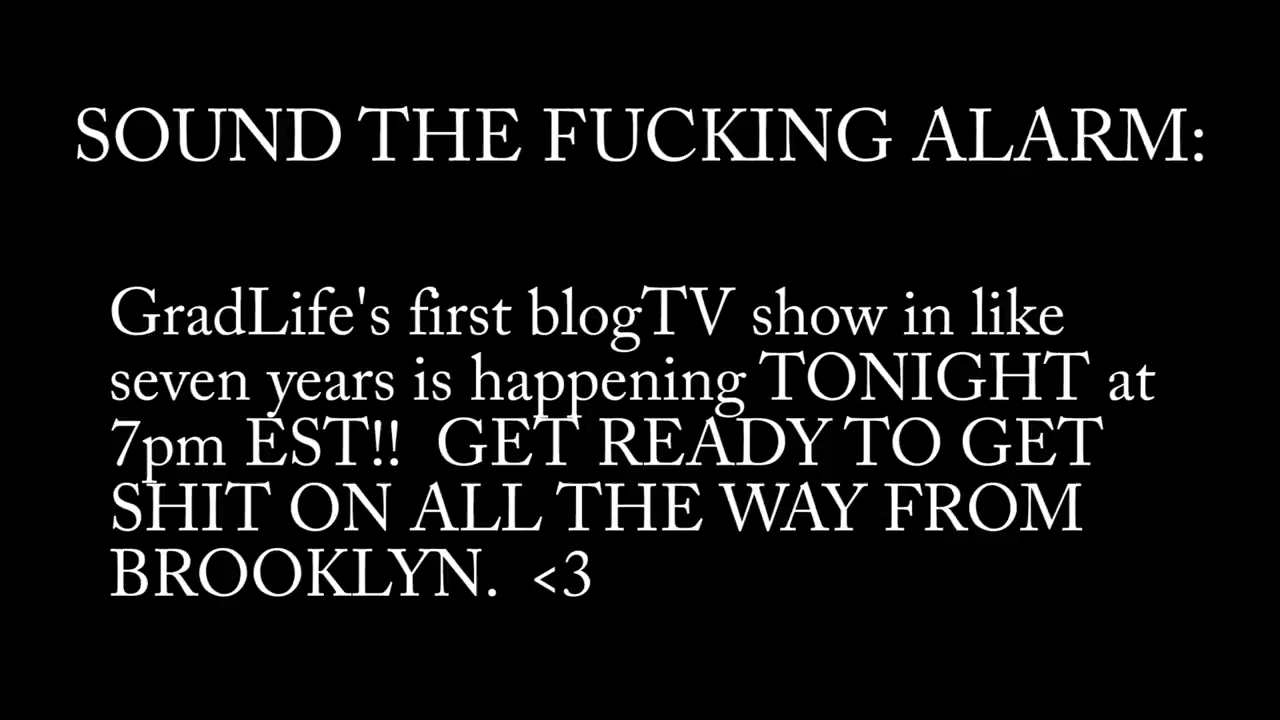 SOUND THE FUCKING ALARM:
GradLife's first blogTV show in like
seven years is happening TONIGHT at
7pm EST!!  GET READY TO GET
SHIT ON ALL THE WAY FROM
BROOKLYN.  <3